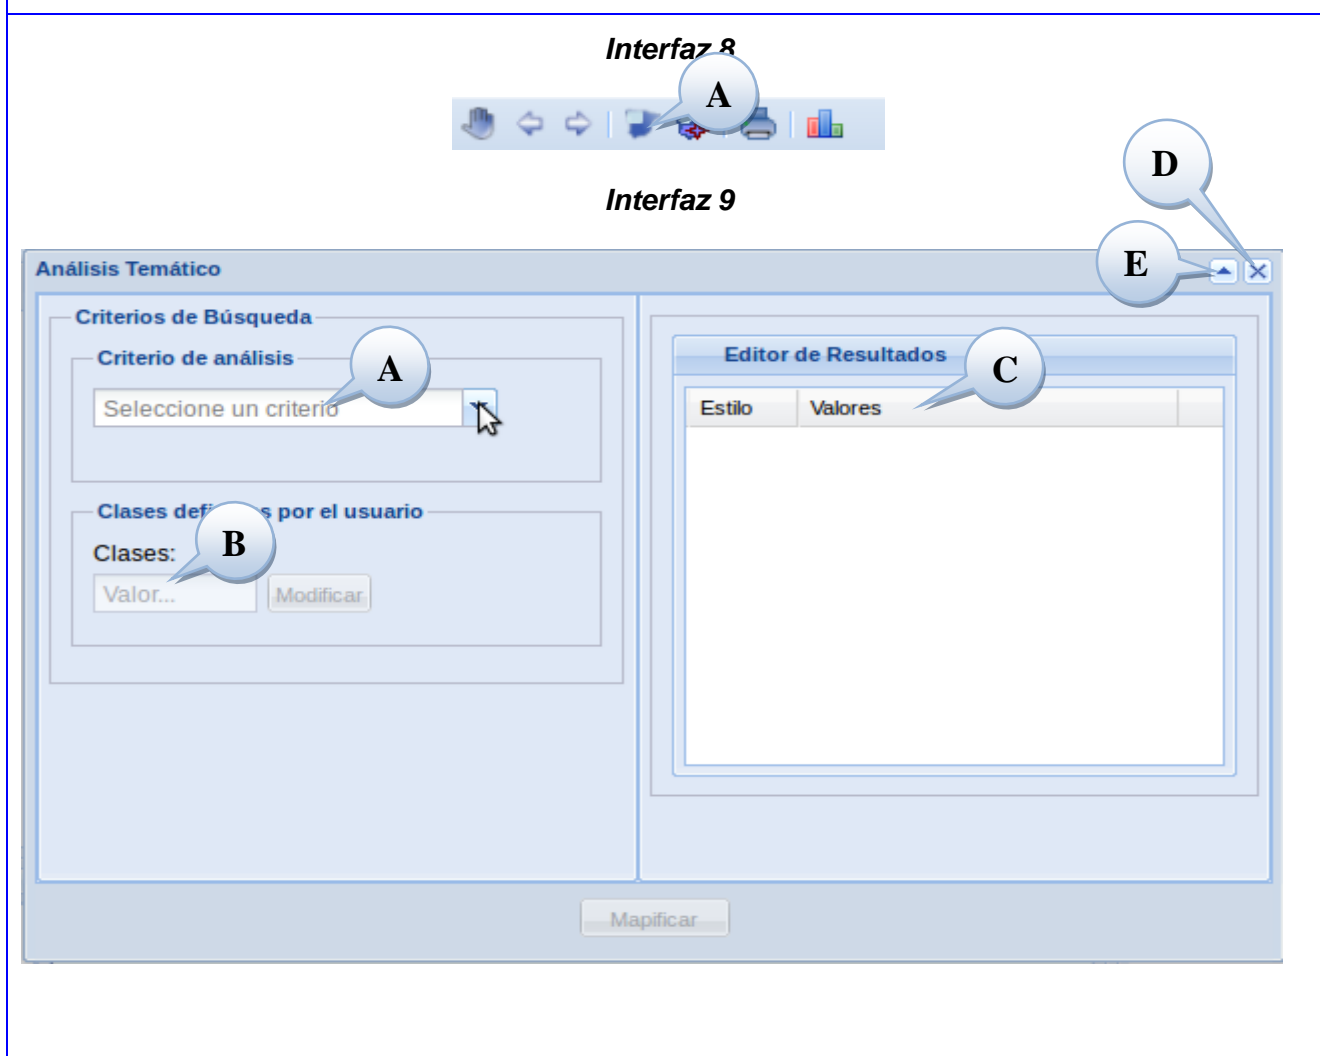 Interfaz 8
A
Interfaz 9
D
E
Análisis Temático
Criterios de Búsqueda
Criterio de análisis
A
Seleccione un criterio
Editor de Resultados
C
Estilo Valores
Clases por el usuario
B
Clases:
Valor... Modificar
Mapificar